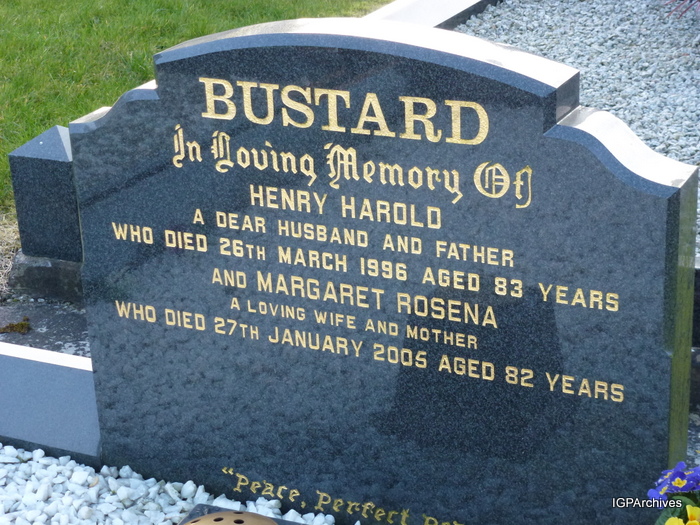 BUSTARD
In Loving Memory Of
HENRY HAROLD
A DEAR HUSBAND AND FATHER
WHO DIED 26TH MARCH 1996 AGED 83 YEARS
AND MARGARET ROSENA
A LOVING WIFE AND MOTHER
WHO DIED 27TH JANUARY 2005 AGED 82 YEARS
"Peace, Perfect
IGPArchives